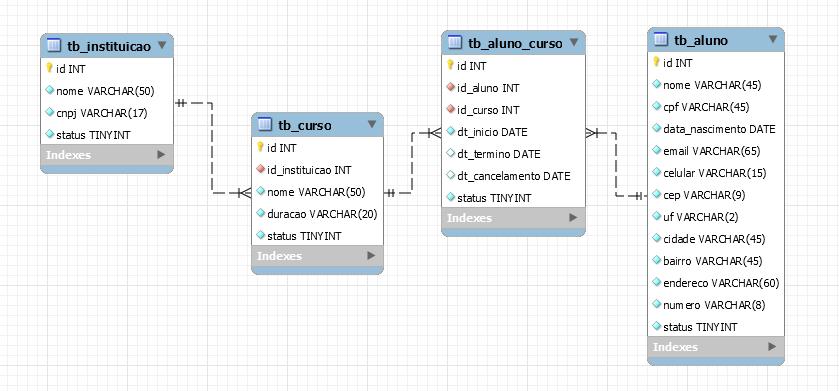 tb_instituicao
id INT
nome VARCHAR(50)
cnpj VARCHAR(17)
status TINYINT
Indexes
tb_curso
id INT
id_instituicao INT
nome VARCHAR(50)
duracao VARCHAR(20)
status TINYINT
Indexes
tb_aluno_curso
id INT
id_aluno INT
id_curso INT
dt_inicio DATE
dt_termino DATE
dt_cancelamento DATE
status TINYINT
Indexes
tb_aluno
id INT
nome VARCHAR(45)
cpf VARCHAR(45)
data_nascimento DATE
email VARCHAR(65)
celular VARCHAR(15)
cep VARCHAR(9)
uf VARCHAR(2)
cidade VARCHAR(45)
bairro VARCHAR(45)
endereco VARCHAR(60)
numero VARCHAR(8)
status TINYINT
Indexes